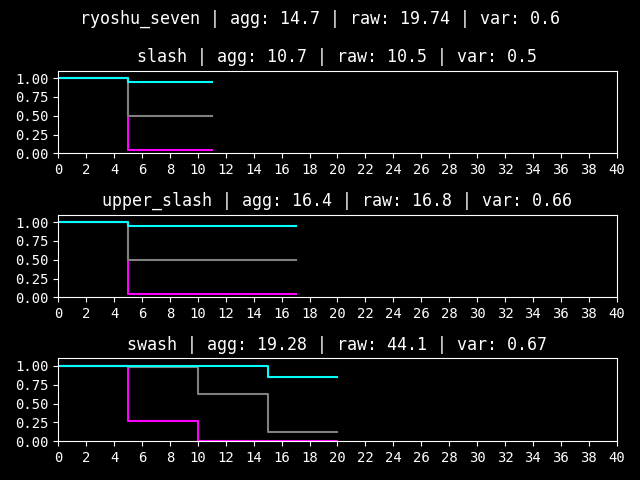 ryoshu_seven | agg: 14.7 | raw: 19.74 | var: 0.6
slash | agg: 10.7 | raw: 10.5 | var: 0.5
1.00
0.75
0.50
0.25
0.00
0 2 4 6 8 10 12 14 16 18 20 22 24 26 28 30 32 34 36 38 40
upper_slash | agg: 16.4 | raw: 16.8 | var: 0.66
1.00
0.75
0.50
0.25
0.00
0 2 4 6 8 10 12 14 16 18 20 22 24 26 28 30 32 34 36 38 40
swash | agg: 19.28 | raw: 44.1 | var: 0.67
1.00
0.75
0.50
0.25
0.00
0 2 4 6 8 10 12 14 16 18 20 22 24 26 28 30 32 34 36 38 40